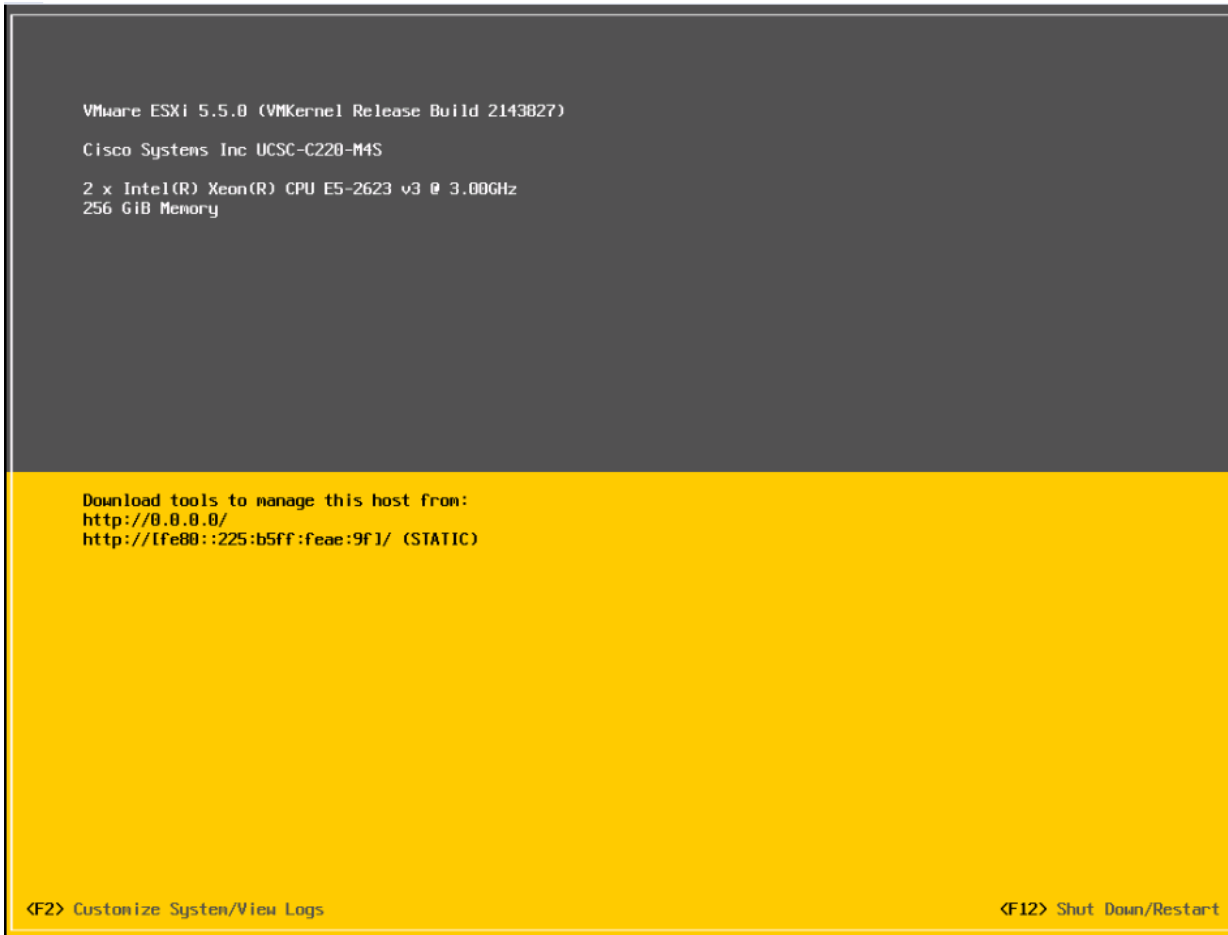 VMware ESXi 5.5.0 (VMKernel Release Build 2143827)
Cisco Systems Inc UCSC-C220-M4S
2 x Intel(R) Xeon(R) CPU E5-2623 v3 @ 3.00GHz
256 GiB Memory
Download tools to manage this host from:
http://0.0.0.0/
http://[fe80::225:b5ff:feae:9f]/ (STATIC)
<F2> Customize System/View Logs
<F12> Shut Down/Restart